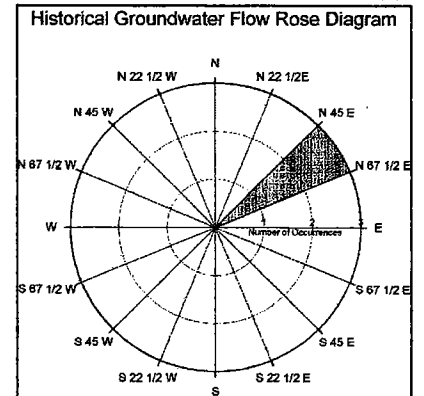 Historical Groundwater Flow Rose Diagram
N
N 22 1/2 W
N 22 1/2E
N 45 W
N 45 E
N 67 1/2 W
N 67 1/2 E
W
1
2
E
Number of Occurrences
S 67 1/2 W
S 67 1/2 E
S 45 W
S 45 E
S 22 1/2 W
S 22 1/2 E
S